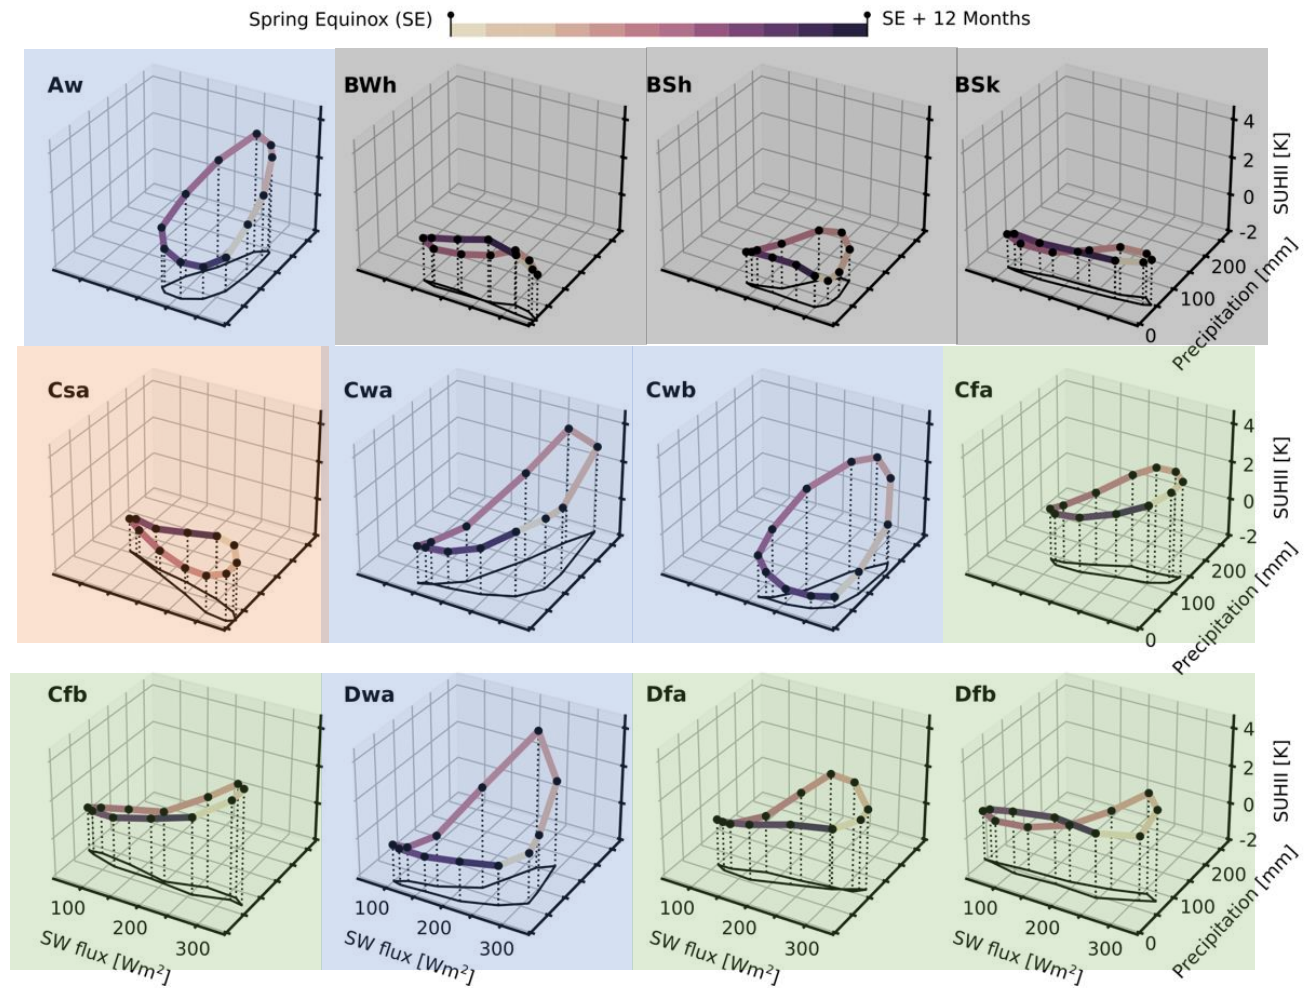 Spring Equinox (SE) SE + 12 Months
Aw BWh BSh BSk
4
2
0
-2
SUHII [K]
200
100
0
Precipitation [mm]
Csa Cwa Cwb Cfa
4
2
0
-2
SUHII [K]
200
100
0
Precipitation [mm]
Cfb Dwa Dfa Dfb
4
2
0
-2
SUHII [K]
200
100
0
Precipitation [mm]
100 200 300
SW flux [Wm²]
100 200 300
SW flux [Wm²]
100 200 300
SW flux [Wm²]
100 200 300
SW flux [Wm²]